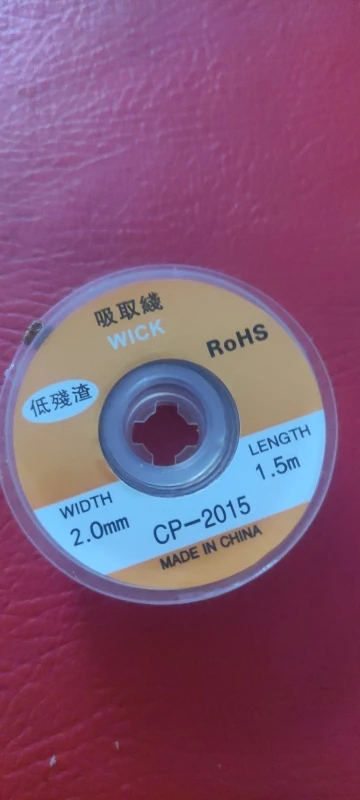 吸取綫
WICK
RoHS
低殘渣
WIDTH
2.0mm
LENGTH
1.5m
CP-2015
MADE IN CHINA